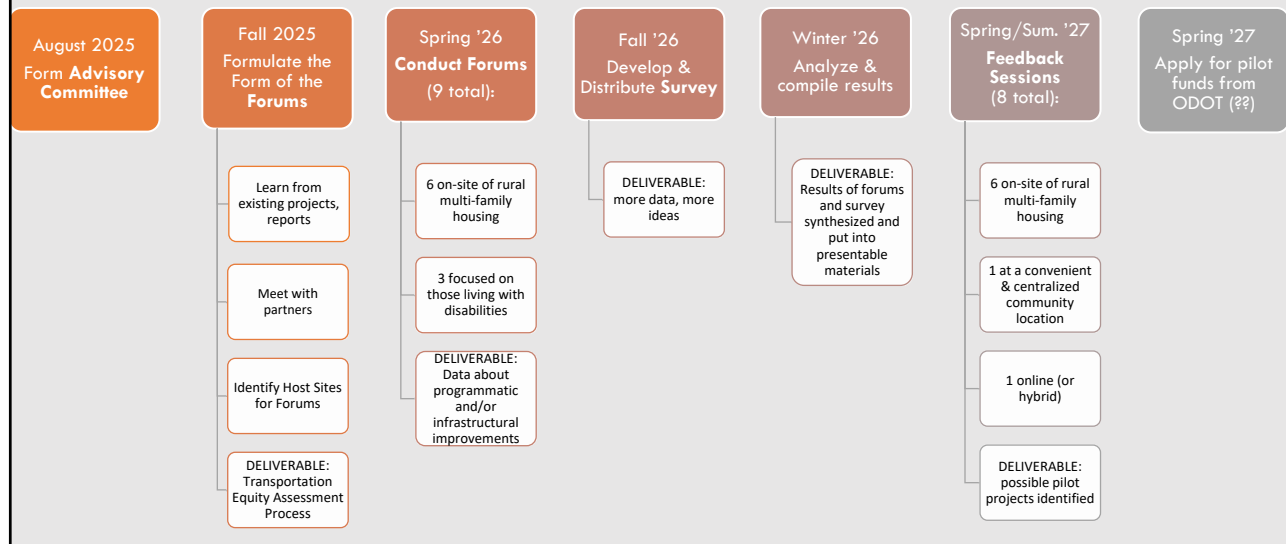 August 2025
Form Advisory
Committee
Fall 2025
Formulate the
Form of the
Forums
Learn from
existing projects,
reports
Meet with
partners
Identify Host Sites
for Forums
DELIVERABLE:
Transportation
Equity Assessment
Process
Spring ’26
Conduct Forums
(9 total):
6 on-site of rural
multi-family
housing
3 focused on
those living with
disabilities
DELIVERABLE:
Data about
programmatic
and/or
infrastructural
improvements
Fall ’26
Develop &
Distribute Survey
DELIVERABLE:
more data, more
ideas
Winter ’26
Analyze &
compile results
DELIVERABLE:
Results of forums
and survey
synthesized and
put into
presentable
materials
Spring/Sum. ’27
Feedback
Sessions
(8 total):
6 on-site of rural
multi-family
housing
1 at a convenient
& centralized
community
location
1 online (or
hybrid)
DELIVERABLE:
possible pilot
projects identified
Spring ’27
Apply for pilot
funds from
ODOT (??)